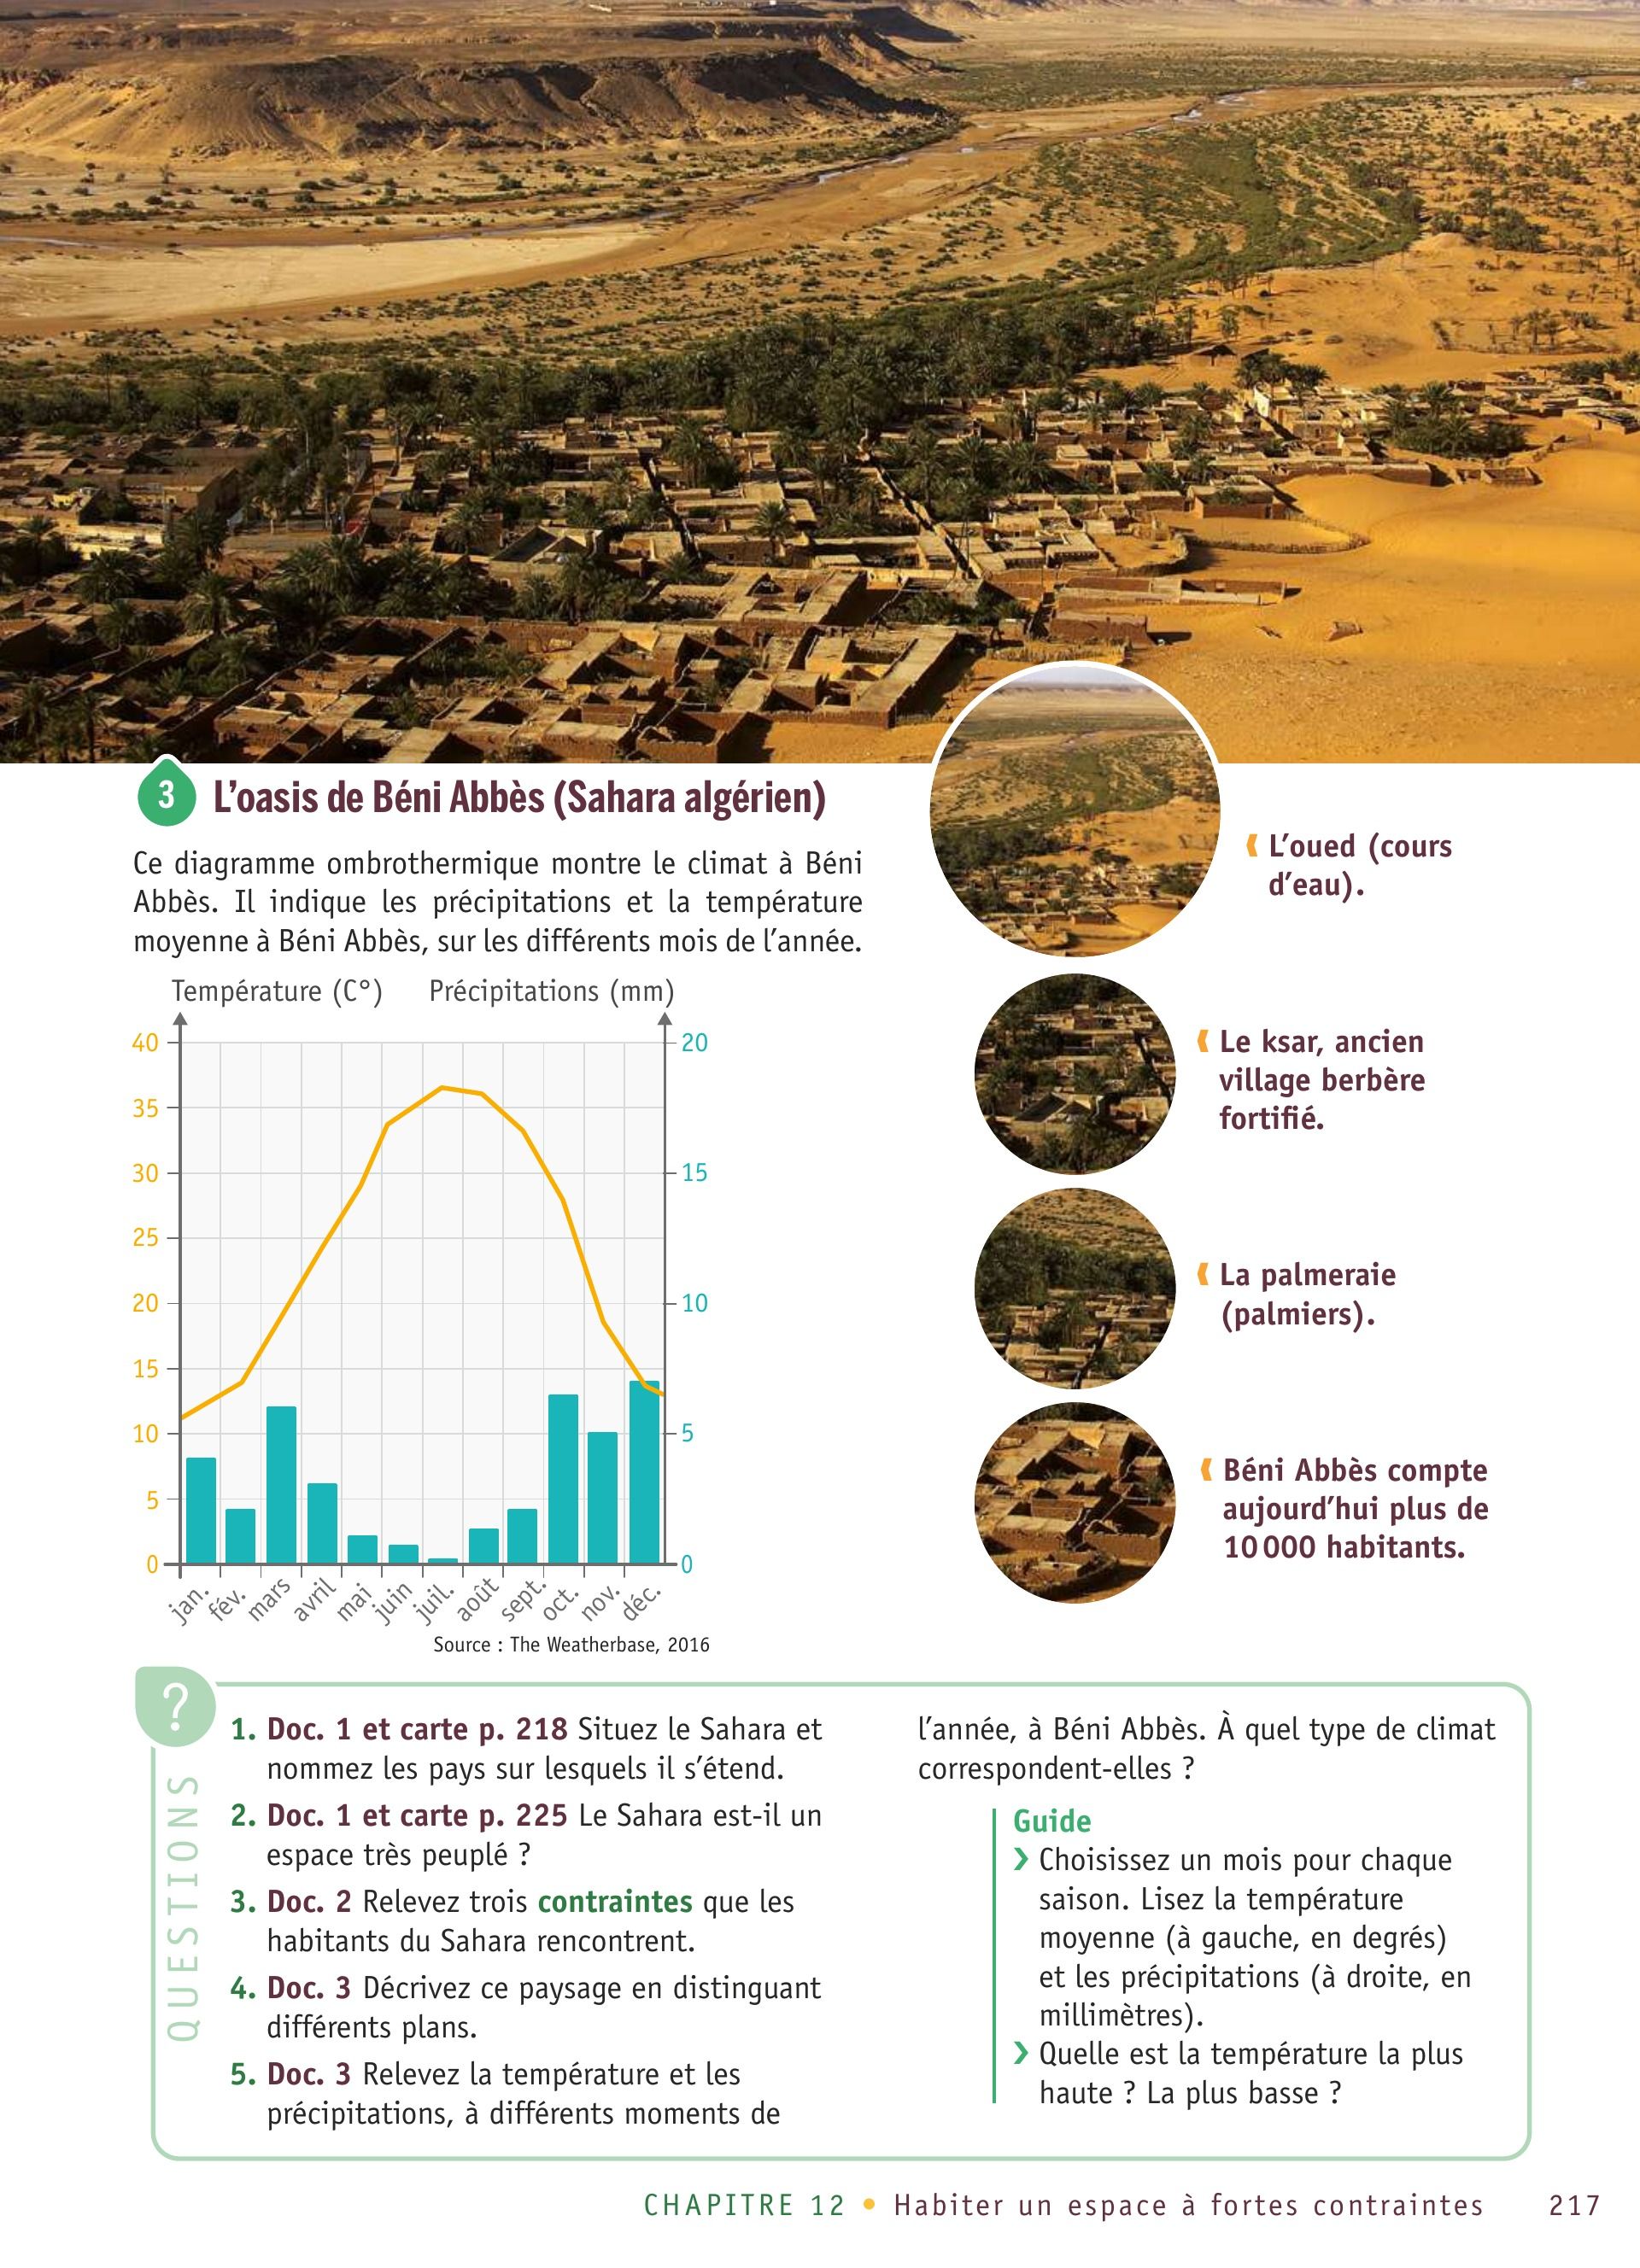 3 L'oasis de Béni Abbès (Sahara algérien)
Ce diagramme ombrothermique montre le climat à Béni
Abbès. Il indique les précipitations et la température
moyenne à Béni Abbès, sur les différents mois de l'année.
Température (C°) Précipitations (mm)
40 20
35
30 15
25
20 10
15
10 5
5
0 0
jan. fév. mars avril mai juin juil. août sept. oct. nov. déc.
Source : The Weatherbase, 2016
L'oued (cours
d'eau).
Le ksar, ancien
village berbère
fortifié.
La palmeraie
(palmiers).
Béni Abbès compte
aujourd'hui plus de
10 000 habitants.
?
QUESTIONS
1. Doc. 1 et carte p. 218 Situez le Sahara et
nommez les pays sur lesquels il s'étend.
2. Doc. 1 et carte p. 225 Le Sahara est-il un
espace très peuplé ?
3. Doc. 2 Relevez trois contraintes que les
habitants du Sahara rencontrent.
4. Doc. 3 Décrivez ce paysage en distinguant
différents plans.
5. Doc. 3 Relevez la température et les
précipitations, à différents moments de
l'année, à Béni Abbès. À quel type de climat
correspondent-elles ?
Guide
❯ Choisissez un mois pour chaque
saison. Lisez la température
moyenne (à gauche, en degrés)
et les précipitations (à droite, en
millimètres).
❯ Quelle est la température la plus
haute ? La plus basse ?
CHAPITRE 12 • Habiter un espace à fortes contraintes 217